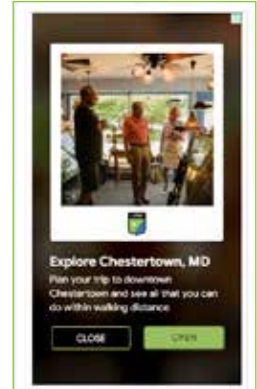 Explore Chestertown, MD
Plan your trip to downtown
Chestertown and see all that you can
do within walking distance
CLOSE
OPEN